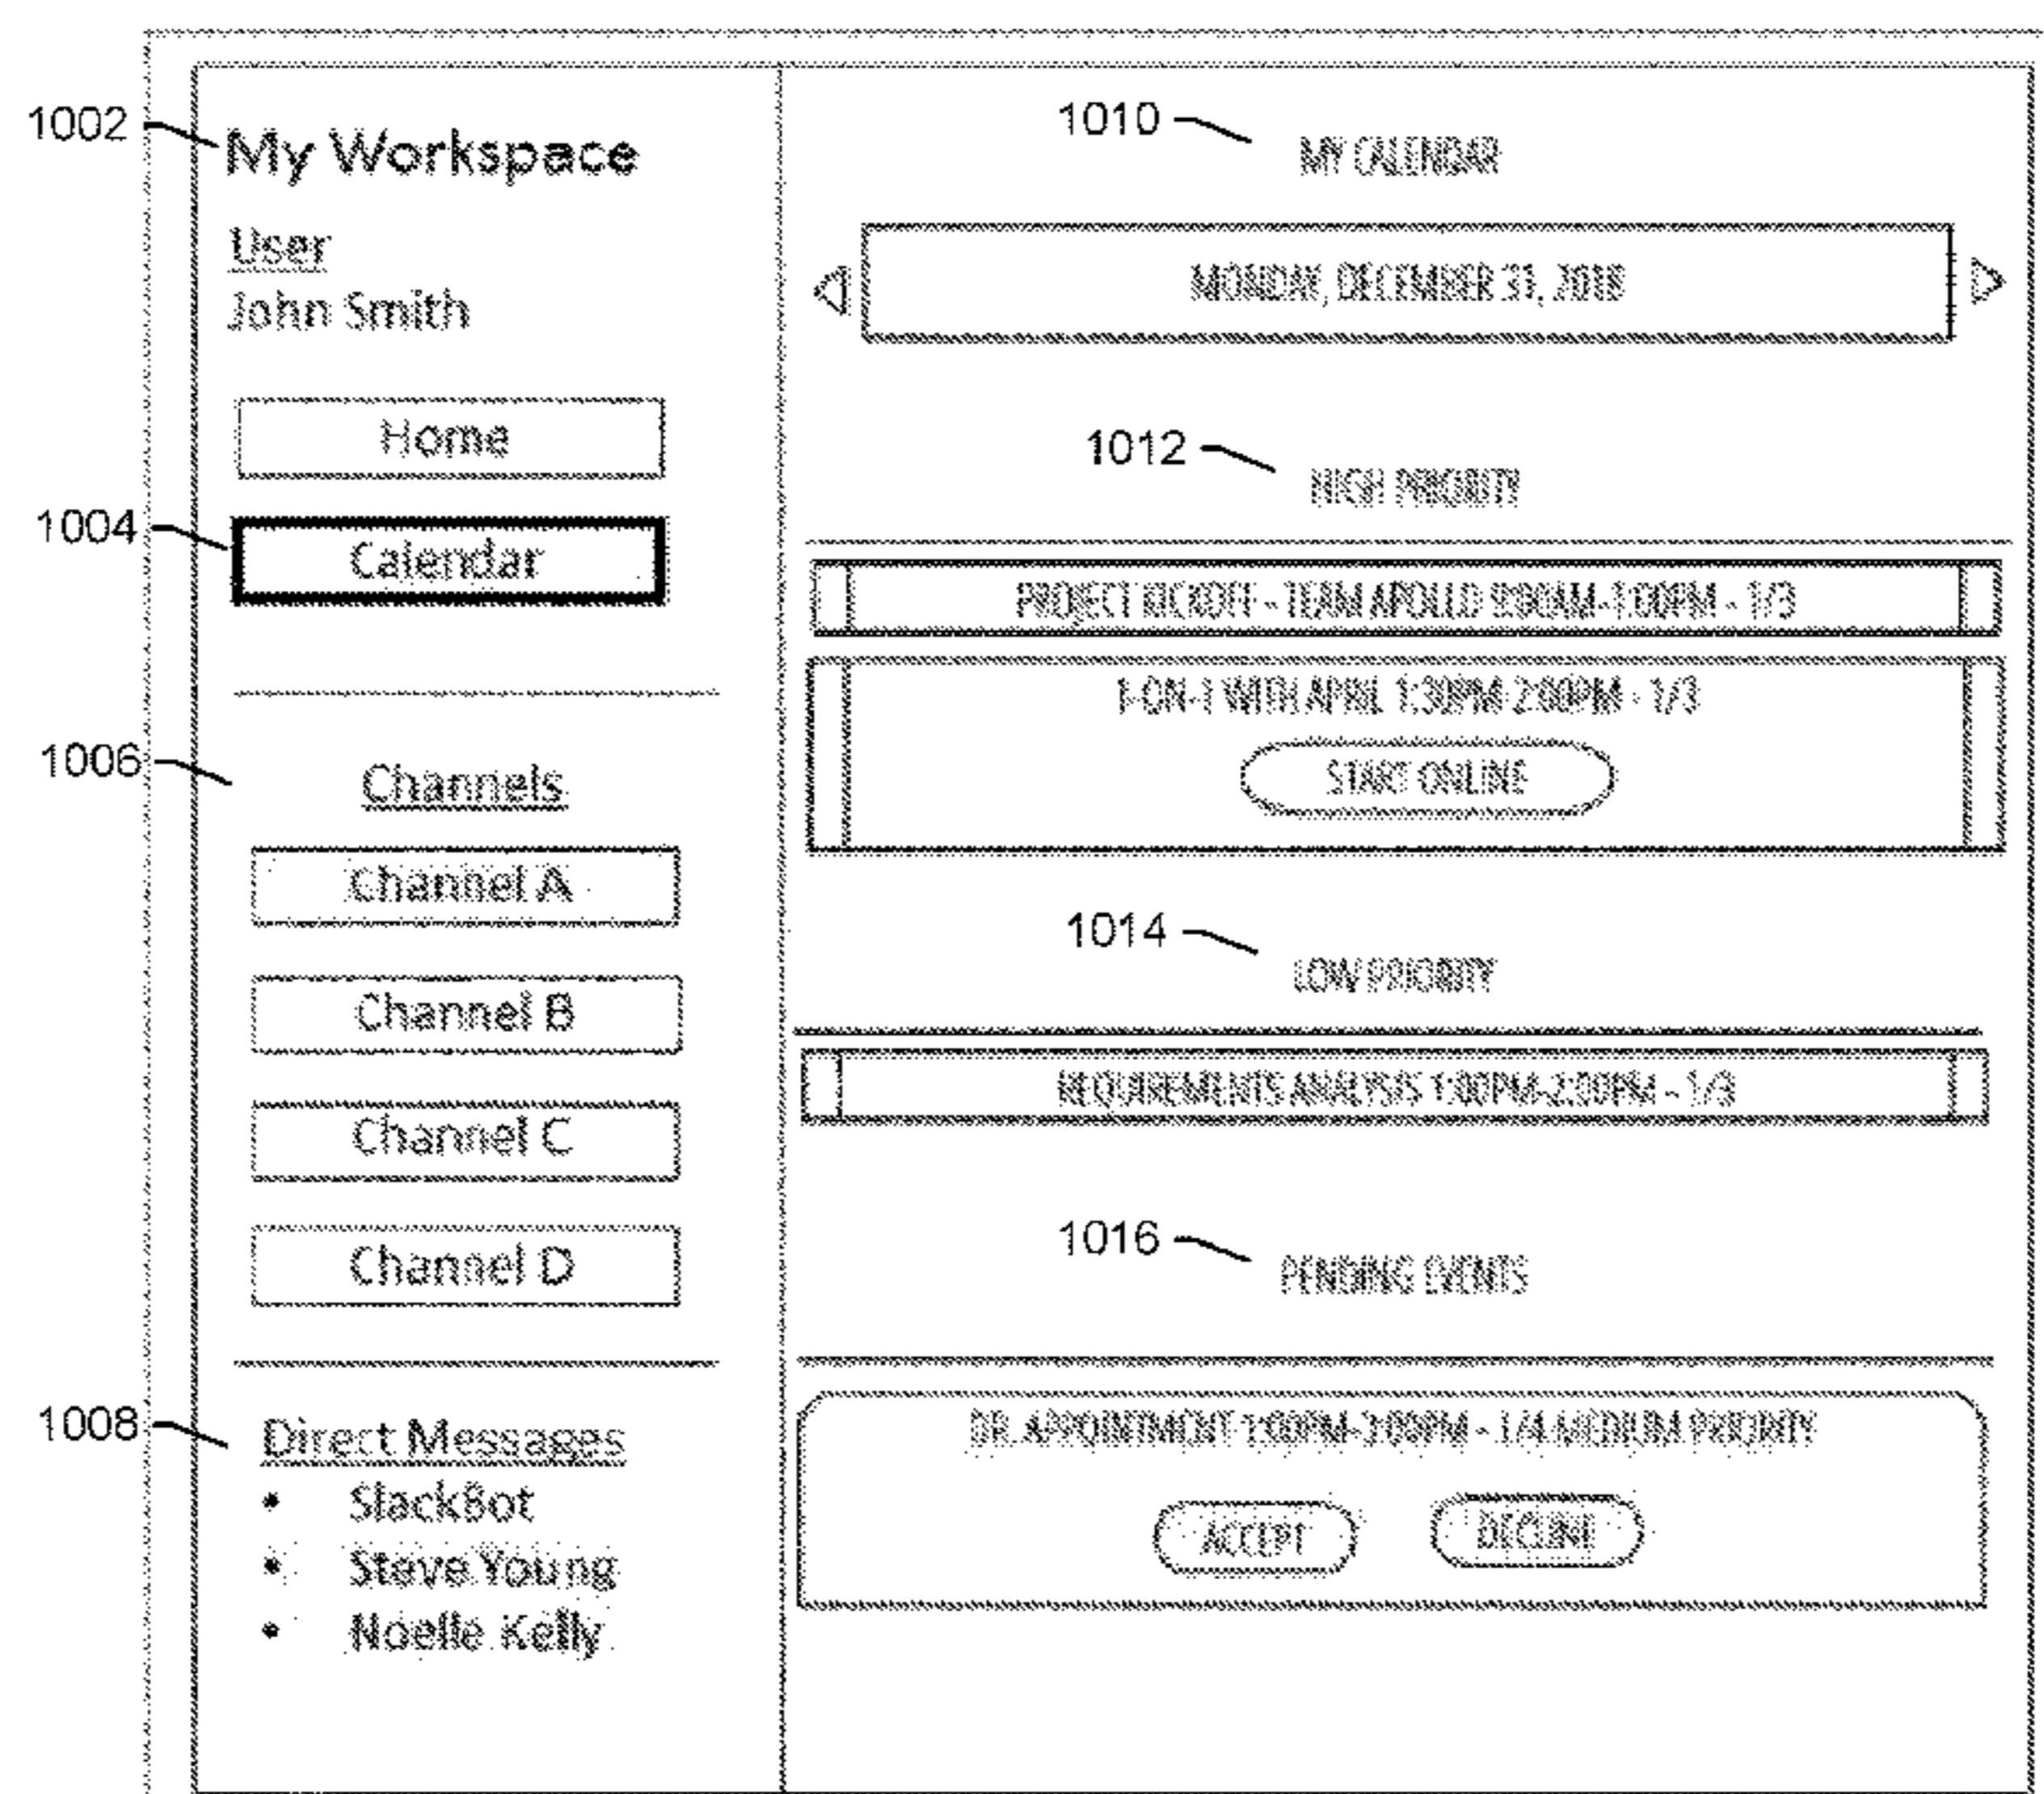 1002
My Workspace
User
John Smith
Home
1004
Calendar
1006
Channels
Channel A
Channel B
Channel C
Channel D
1008
Direct Messages
• SlackBot
• Steve Young
• Noelle Kelly
1010
MY CALENDAR
MONDAY, DECEMBER 31, 2018
1012
HIGH PRIORITY
PROJECT KICKOFF - TEAM APOLLO 9:00AM-1:00PM - 1/3
1-ON-1 WITH APRIL 1:30PM-2:00PM - 1/3
START ONLINE
1014
LOW PRIORITY
REQUIREMENTS ANALYSIS 1:00PM-2:00PM - 1/3
1016
PENDING EVENTS
DR. APPOINTMENT 1:00PM- - 1/4 MEDIUM PRIORITY
ACCEPT
DECLINE